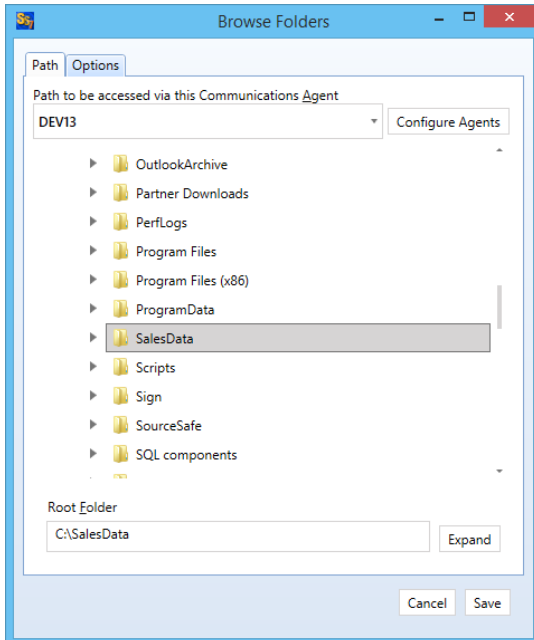 SS7
Browse Folders
Path Options
Path to be accessed via this Communications Agent
DEV13 Configure Agents
OutlookArchive
Partner Downloads
PerfLogs
Program Files
Program Files (x86)
ProgramData
SalesData
Scripts
Sign
SourceSafe
SQL components
Root Folder
C:\SalesData Expand
Cancel Save